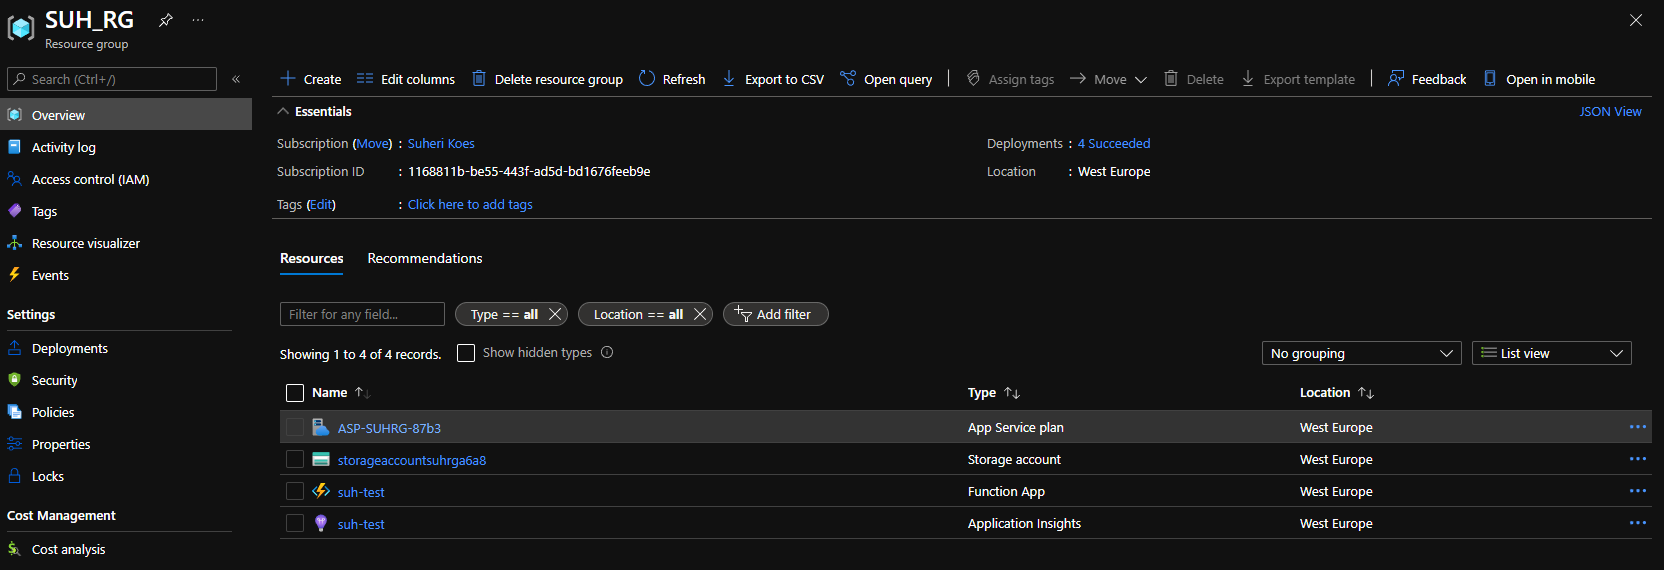 SUH_RG
Resource group
Search (Ctrl+/)
Overview
Activity log
Access control (IAM)
Tags
Resource visualizer
Events
Settings
Deployments
Security
Policies
Properties
Locks
Cost Management
Cost analysis
Create Edit columns Delete resource group Refresh Export to CSV Open query Assign tags Move Delete Export template Feedback Open in mobile
Essentials JSON View
Subscription (Move) : Suheri Koes Deployments : 4 Succeeded
Subscription ID : 1168811b-be55-443f-ad5d-bd1676feeb9e Location : West Europe
Tags (Edit) : Click here to add tags
Resources Recommendations
Filter for any field... Type == all Location == all Add filter
Showing 1 to 4 of 4 records. Show hidden types No grouping List view
Name Type Location
ASP-SUHRG-87b3 App Service plan West Europe
storageaccountsuhrga6a8 Storage account West Europe
suh-test Function App West Europe
suh-test Application Insights West Europe